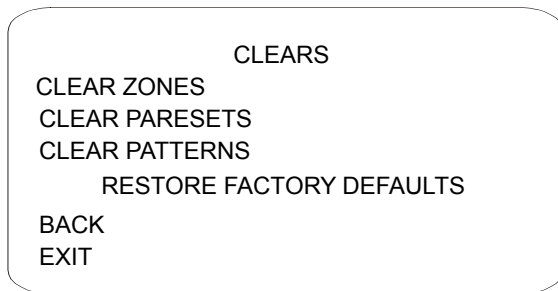 CLEARS
CLEAR ZONES
CLEAR PARESETS
CLEAR PATTERNS
RESTORE FACTORY DEFAULTS
BACK
EXIT